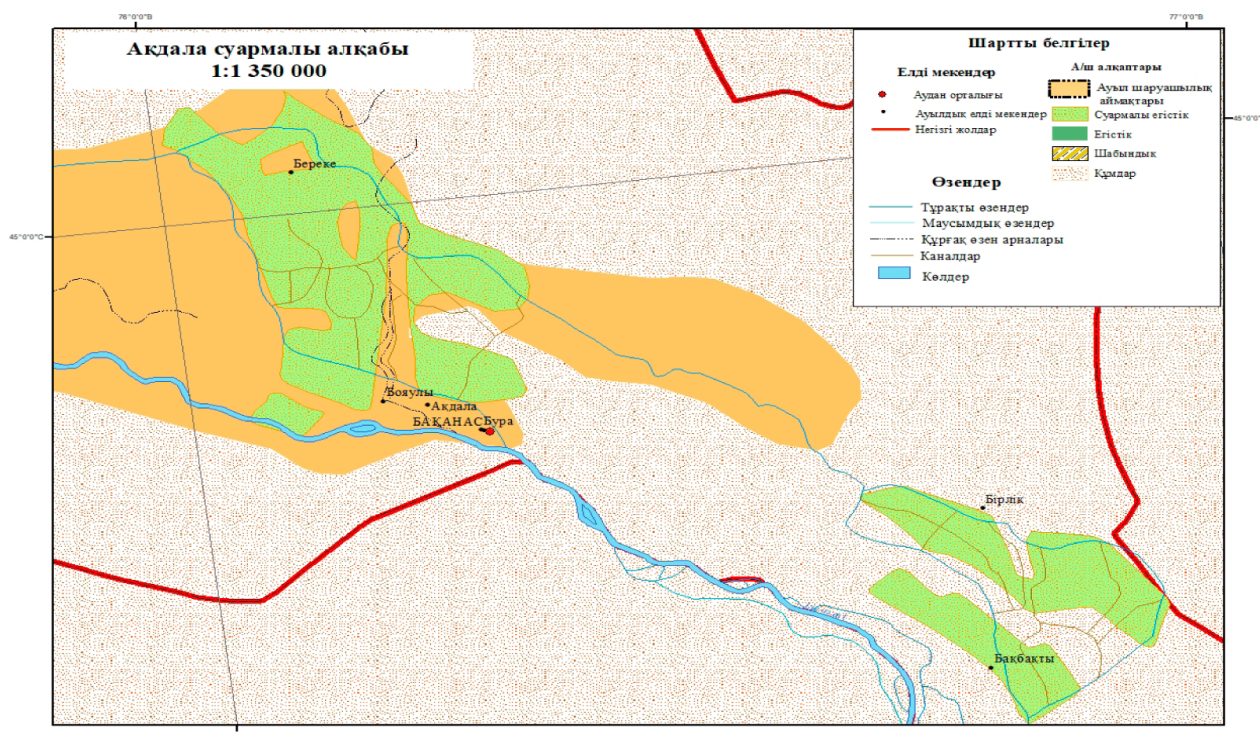 76°0'0"В
77°0'0"В
Ақдала суармалы алқабы
1:1 350 000
Шартты белгілер
Елді мекендер
Аудан орталығы
Ауылдық елді мекендер
Негізгі жолдар
А/ш алқаптары
Ауыл шаруашылық
аймақтары
Суармалы егістік
Егістік
Шабындық
Құмдар
Өзендер
Тұрақты өзендер
Маусымдық өзендер
Құрғақ өзен арналары
Каналдар
Көлдер
45°0'0"С
Береке
Бояулы
Ақдала
БАҚАНАС
Бура
Бірлік
Бақбақты